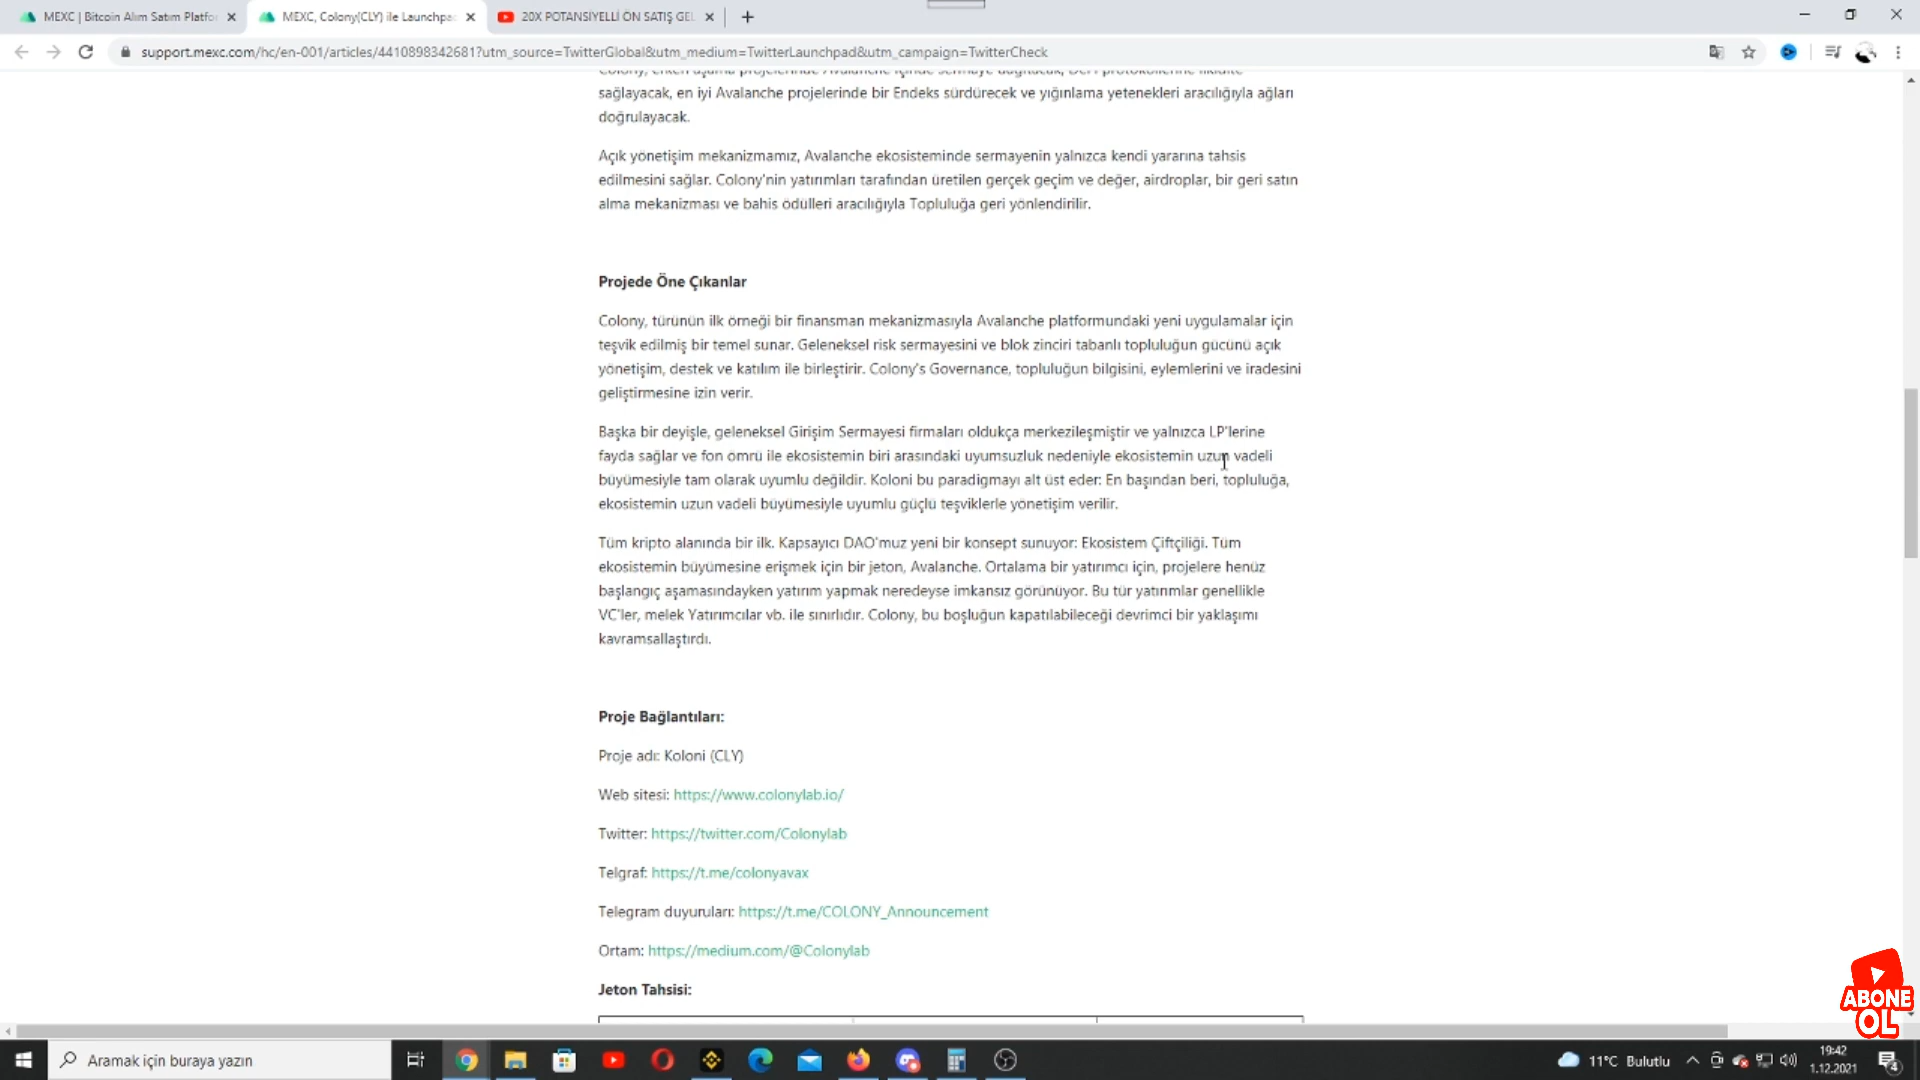 MEXC | Bitcoin Alım Satım Platfo
MEXC, Colony(CLY) ile Launchpa
20X POTANSİYELLİ ÖN SATIŞ GEL
support.mexc.com/hc/en-001/articles/4410898342681?utm_source=TwitterGlobal&utm_medium=TwitterLaunchpad&utm_campaign=TwitterCheck
Colony, erken aşama projelerinde Avalanche içinde sermaye dağıtacak, DeFi protokollerine likidite
sağlayacak, en iyi Avalanche projelerinde bir Endeks sürdürecek ve yığınlama yetenekleri aracılığıyla ağları
doğrulayacak.
Açık yönetişim mekanizmamız, Avalanche ekosisteminde sermayenin yalnızca kendi yararına tahsis
edilmesini sağlar. Colony'nin yatırımları tarafından üretilen gerçek geçim ve değer, airdroplar, bir geri satın
alma mekanizması ve bahis ödülleri aracılığıyla Topluluğa geri yönlendirilir.
Projede Öne Çıkanlar
Colony, türünün ilk örneği bir finansman mekanizmasıyla Avalanche platformundaki yeni uygulamalar için
teşvik edilmiş bir temel sunar. Geleneksel risk sermayesini ve blok zinciri tabanlı topluluğun gücünü açık
yönetişim, destek ve katılım ile birleştirir. Colony's Governance, topluluğun bilgisini, eylemlerini ve iradesini
geliştirmesine izin verir.
Başka bir deyişle, geleneksel Girişim Sermayesi firmaları oldukça merkezileşmiştir ve yalnızca LP'lerine
fayda sağlar ve fon ömrü ile ekosistemin biri arasındaki uyumsuzluk nedeniyle ekosistemin uzun vadeli
büyümesiyle tam olarak uyumlu değildir. Koloni bu paradigmayı alt üst eder: En başından beri, topluluğa,
ekosistemin uzun vadeli büyümesiyle uyumlu güçlü teşviklerle yönetişim verilir.
Tüm kripto alanında bir ilk. Kapsayıcı DAO'muz yeni bir konsept sunuyor: Ekosistem Çiftçiliği. Tüm
ekosistemin büyümesine erişmek için bir jeton, Avalanche. Ortalama bir yatırımcı için, projelere henüz
başlangıç aşamasındayken yatırım yapmak neredeyse imkansız görünüyor. Bu tür yatırımlar genellikle
VC'ler, melek Yatırımcılar vb. ile sınırlıdır. Colony, bu boşluğun kapatılabileceği devrimci bir yaklaşımı
kavramsallaştırdı.
Proje Bağlantıları:
Proje adı: Koloni (CLY)
Web sitesi: https://www.colonylab.io/
Twitter: https://twitter.com/Colonylab
Telgraf: https://t.me/colonyavax
Telegram duyuruları: https://t.me/COLONY_Announcement
Ortam: https://medium.com/@Colonylab
Jeton Tahsisi:
ABONE
OL
Aramak için buraya yazın
11°C Bulutlu
19:42
1.12.2021
4